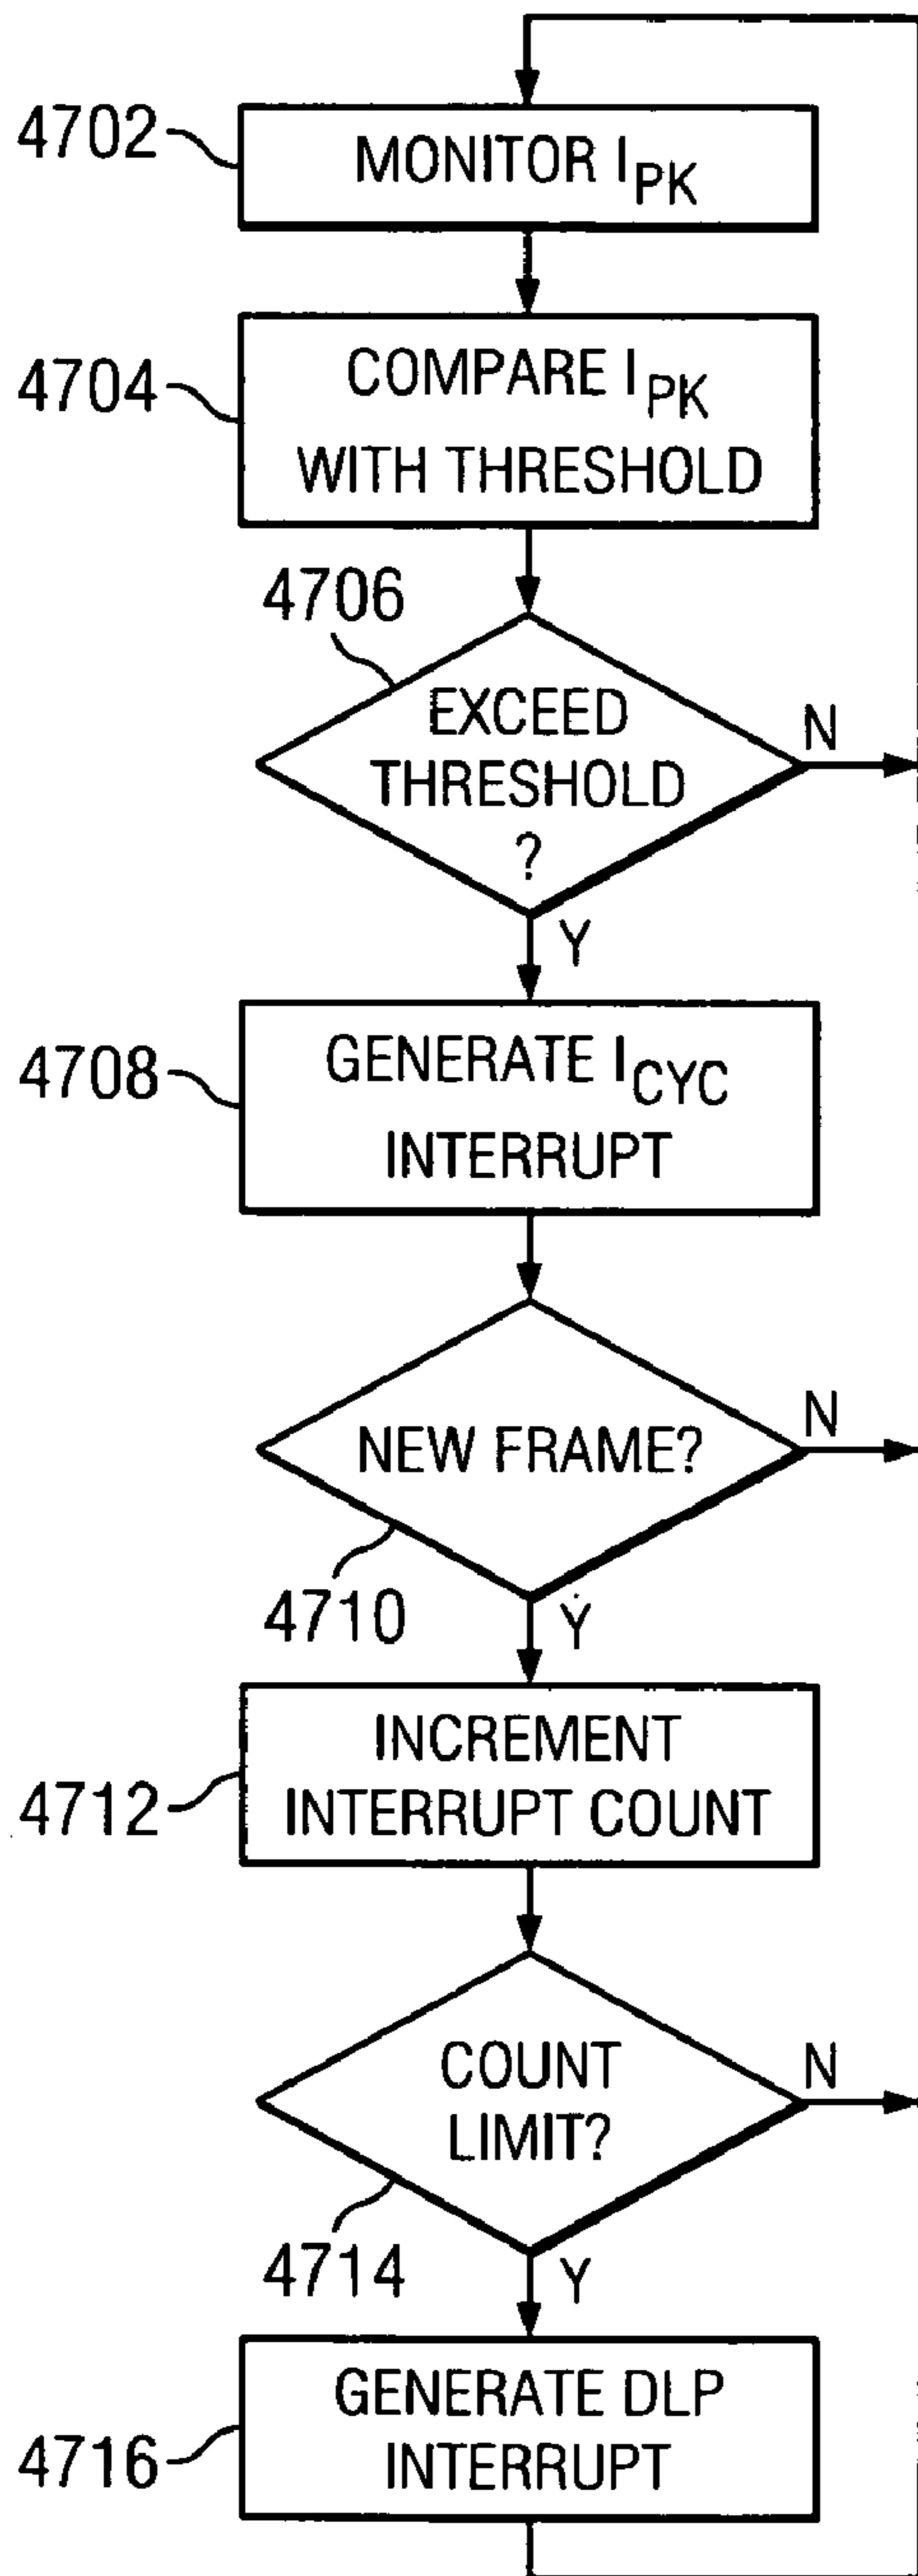 4702
MONITOR IPK
4704
COMPARE IPK
WITH THRESHOLD
4706
EXCEED
THRESHOLD
?
N
Y
4708
GENERATE ICYC
INTERRUPT
NEW FRAME?
N
4710
Y
4712
INCREMENT
INTERRUPT COUNT
COUNT
LIMIT?
N
4714
Y
4716
GENERATE DLP
INTERRUPT